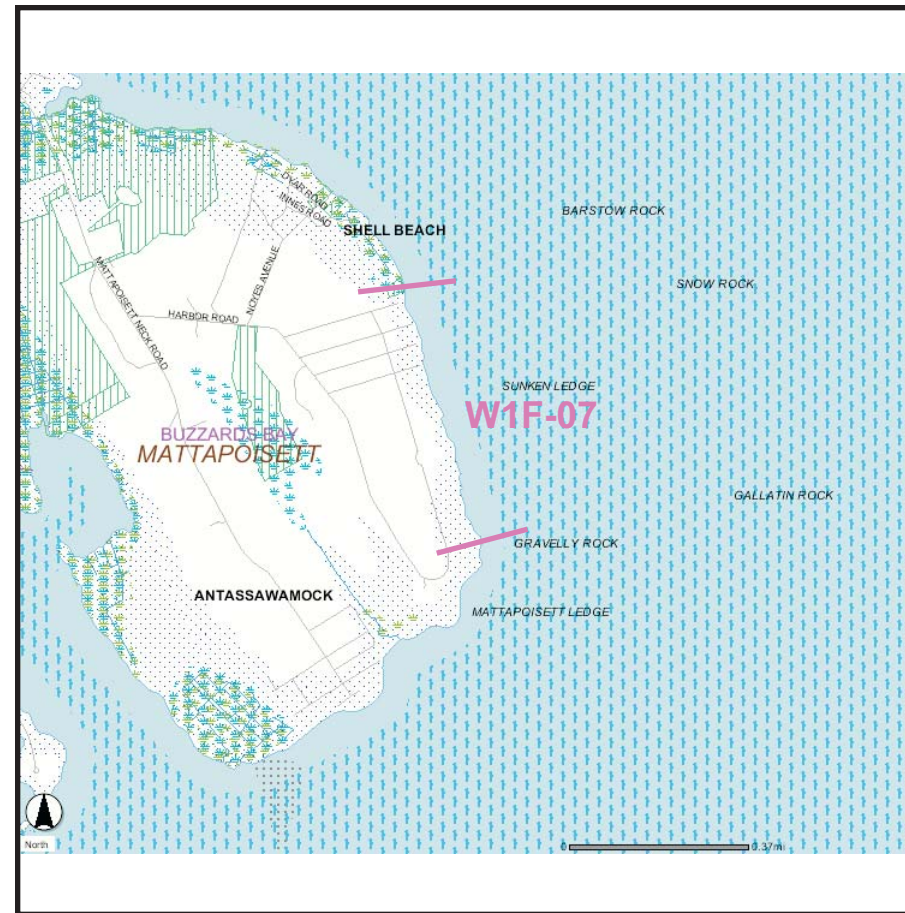 DYAR ROAD
INNES ROAD
BARSTOW ROCK
SHELL BEACH
NOYES AVENUE
SNOW ROCK
MATTAPOISETT NECK ROAD
HARBOR ROAD
SUNKEN LEDGE
W1F-07
BUZZARDS BAY
MATTAPOISETT
GALLATIN ROCK
GRAVELLY ROCK
ANTASSAWAMOCK
MATTAPOISETT LEDGE
North
0 0.37mi